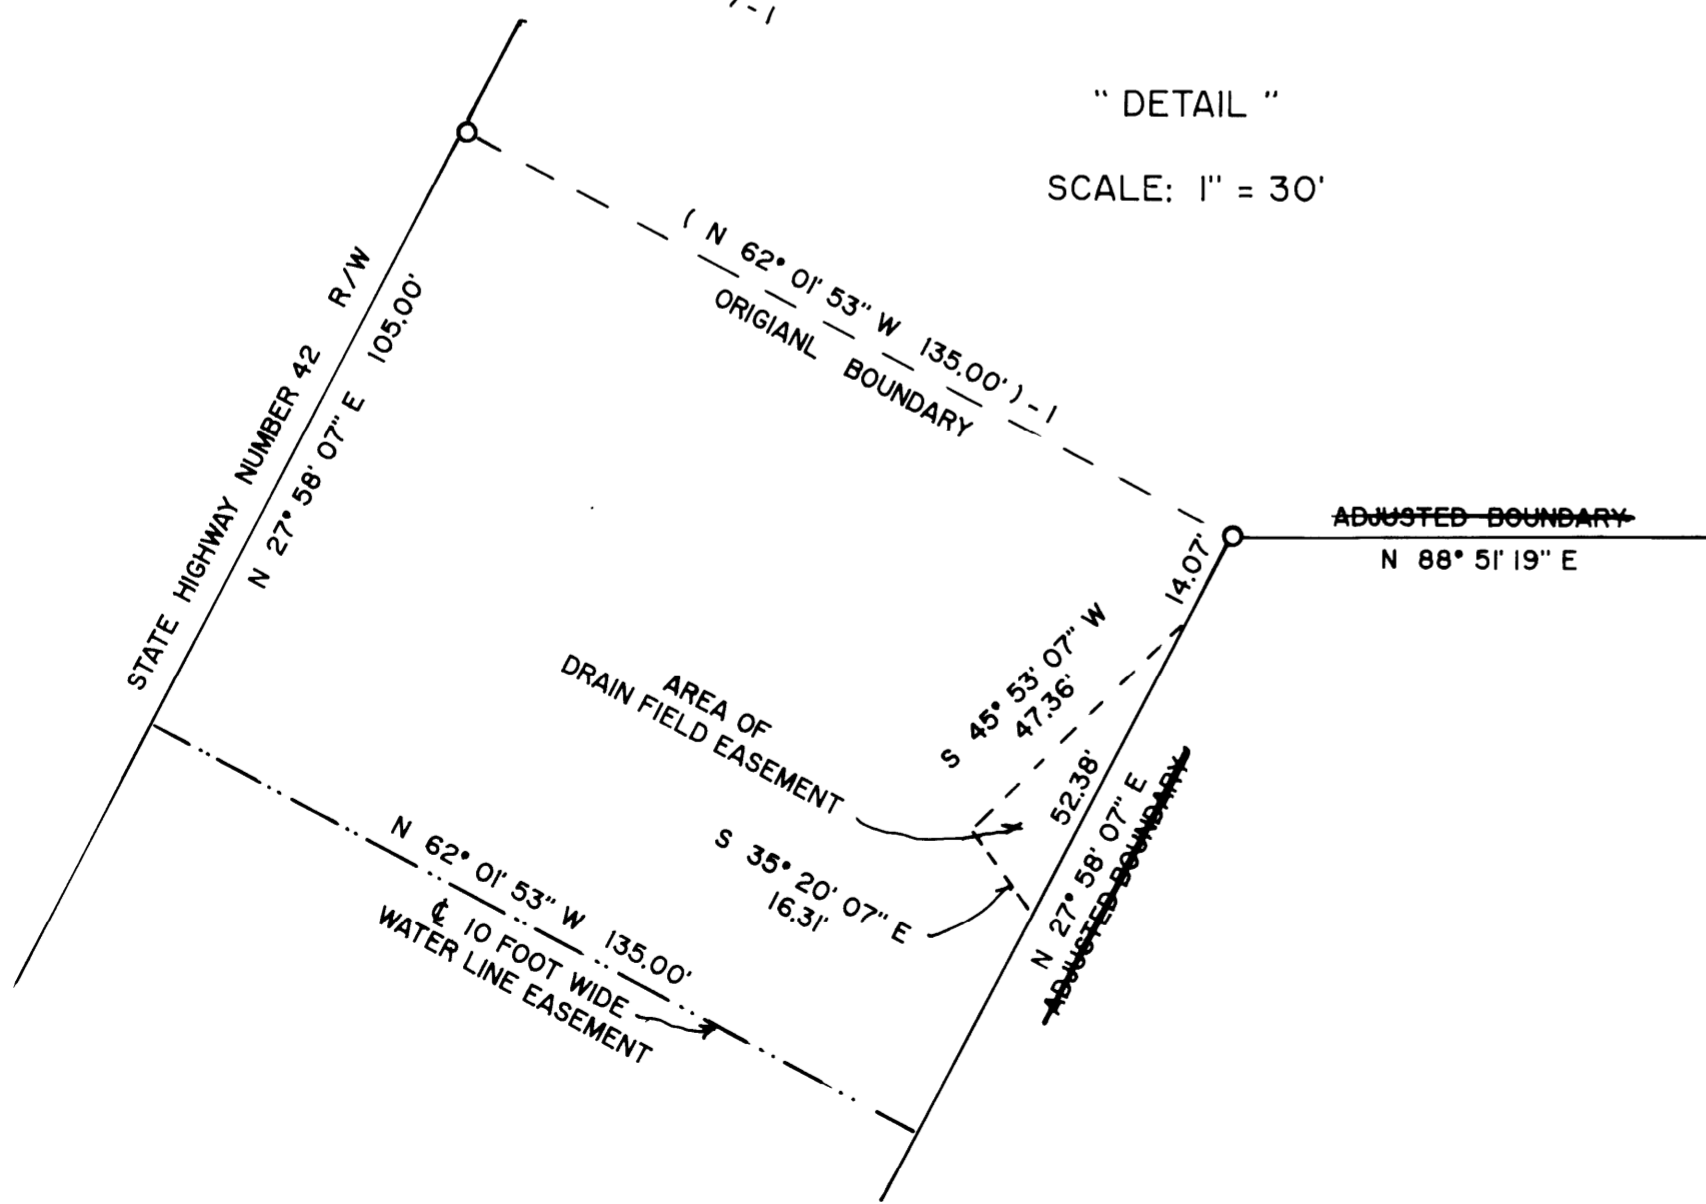 " DETAIL "
SCALE: 1" = 30'
( N 62° 01' 53" W 135.00' ) - 1
ORIGIANL BOUNDARY
STATE HIGHWAY NUMBER 42 R/W
N 27° 58' 07" E 105.00'
ADJUSTED BOUNDARY
N 88° 51' 19" E
14.07'
S 45° 53' 07" W
47.36'
AREA OF
DRAIN FIELD EASEMENT
52.38'
N 27° 58' 07" E
ADJUSTED BOUNDARY
S 35° 20' 07" E
16.31'
N 62° 01' 53" W 135.00'
℄ 10 FOOT WIDE
WATER LINE EASEMENT